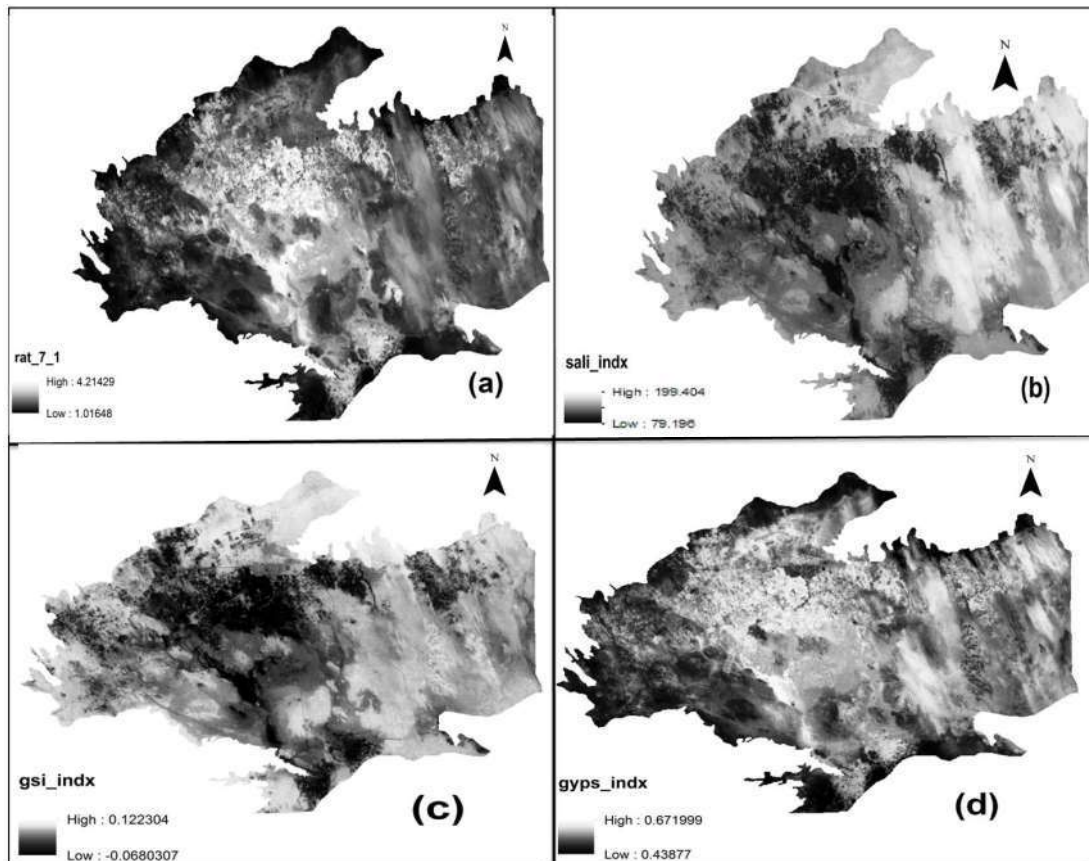 N
rat_7_1
High : 4.21429
Low : 1.01648
(a)
N
sali_indx
High : 199.404
Low : 79.196
(b)
N
gsi_indx
High : 0.122304
Low : -0.0680307
(c)
N
gyps_indx
High : 0.671999
Low : 0.43877
(d)